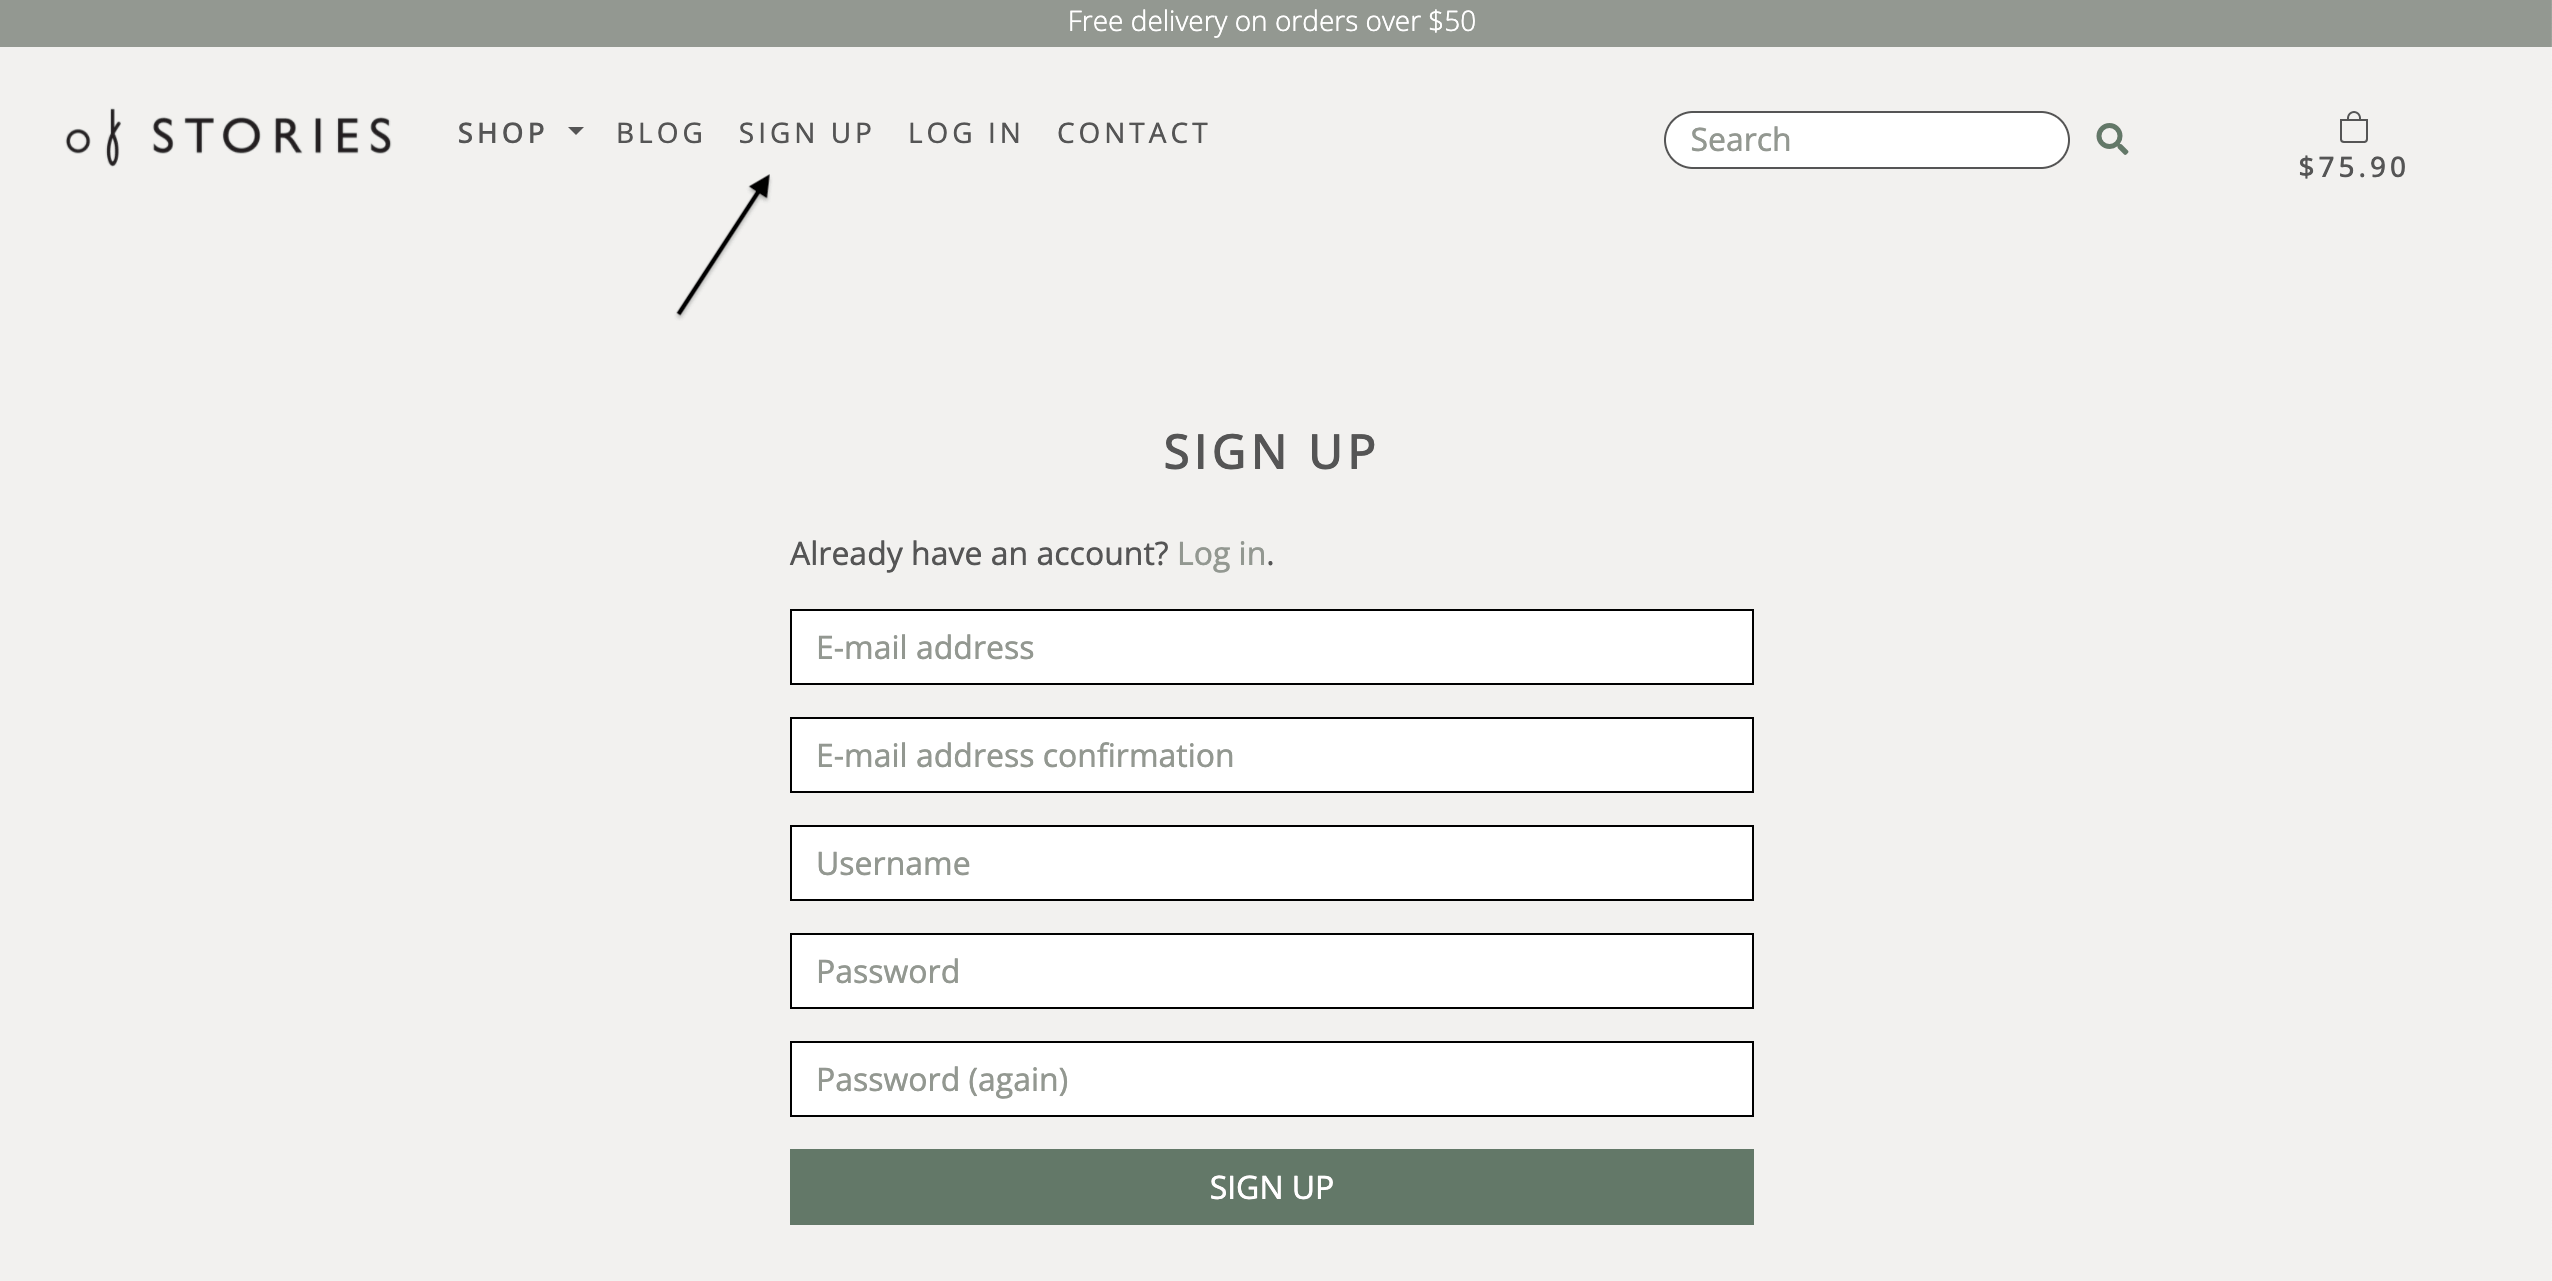 Free delivery on orders over $50
of STORIES SHOP BLOG SIGN UP LOG IN CONTACT Search
$75.90
SIGN UP
Already have an account? Log in.
E-mail address
E-mail address confirmation
Username
Password
Password (again)
SIGN UP